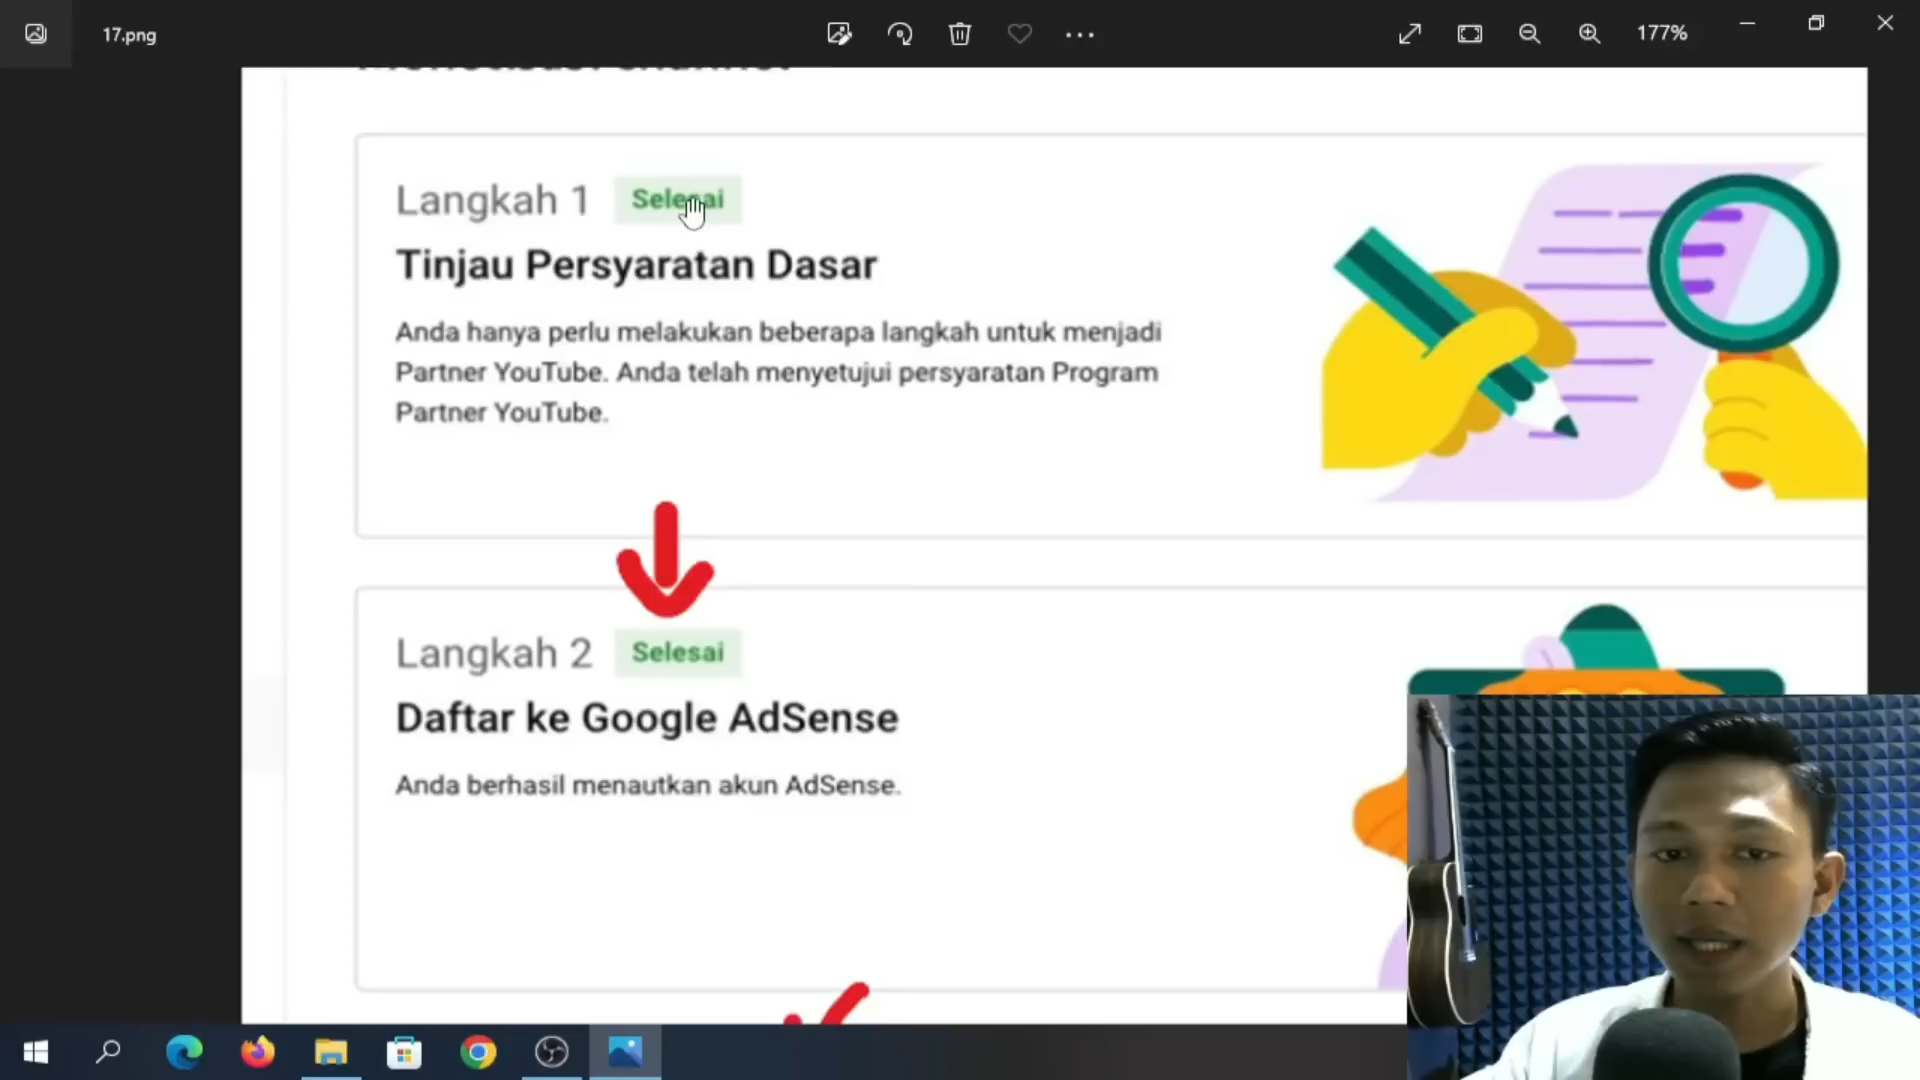 17.png
177%
Langkah 1
Selesai
Tinjau Persyaratan Dasar
Anda hanya perlu melakukan beberapa langkah untuk menjadi
Partner YouTube. Anda telah menyetujui persyaratan Program
Partner YouTube.
Langkah 2
Selesai
Daftar ke Google AdSense
Anda berhasil menautkan akun AdSense.